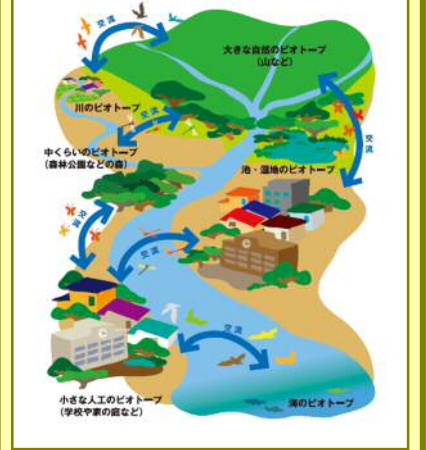 交流
大きな自然のビオトープ
(山など)
川のビオトープ
交流
交流
中くらいのビオトープ
(森林公園などの森)
池・湿地のビオトープ
交流
交流
交流
小さな人工のビオトープ
(学校や家の庭など)
海のビオトープ